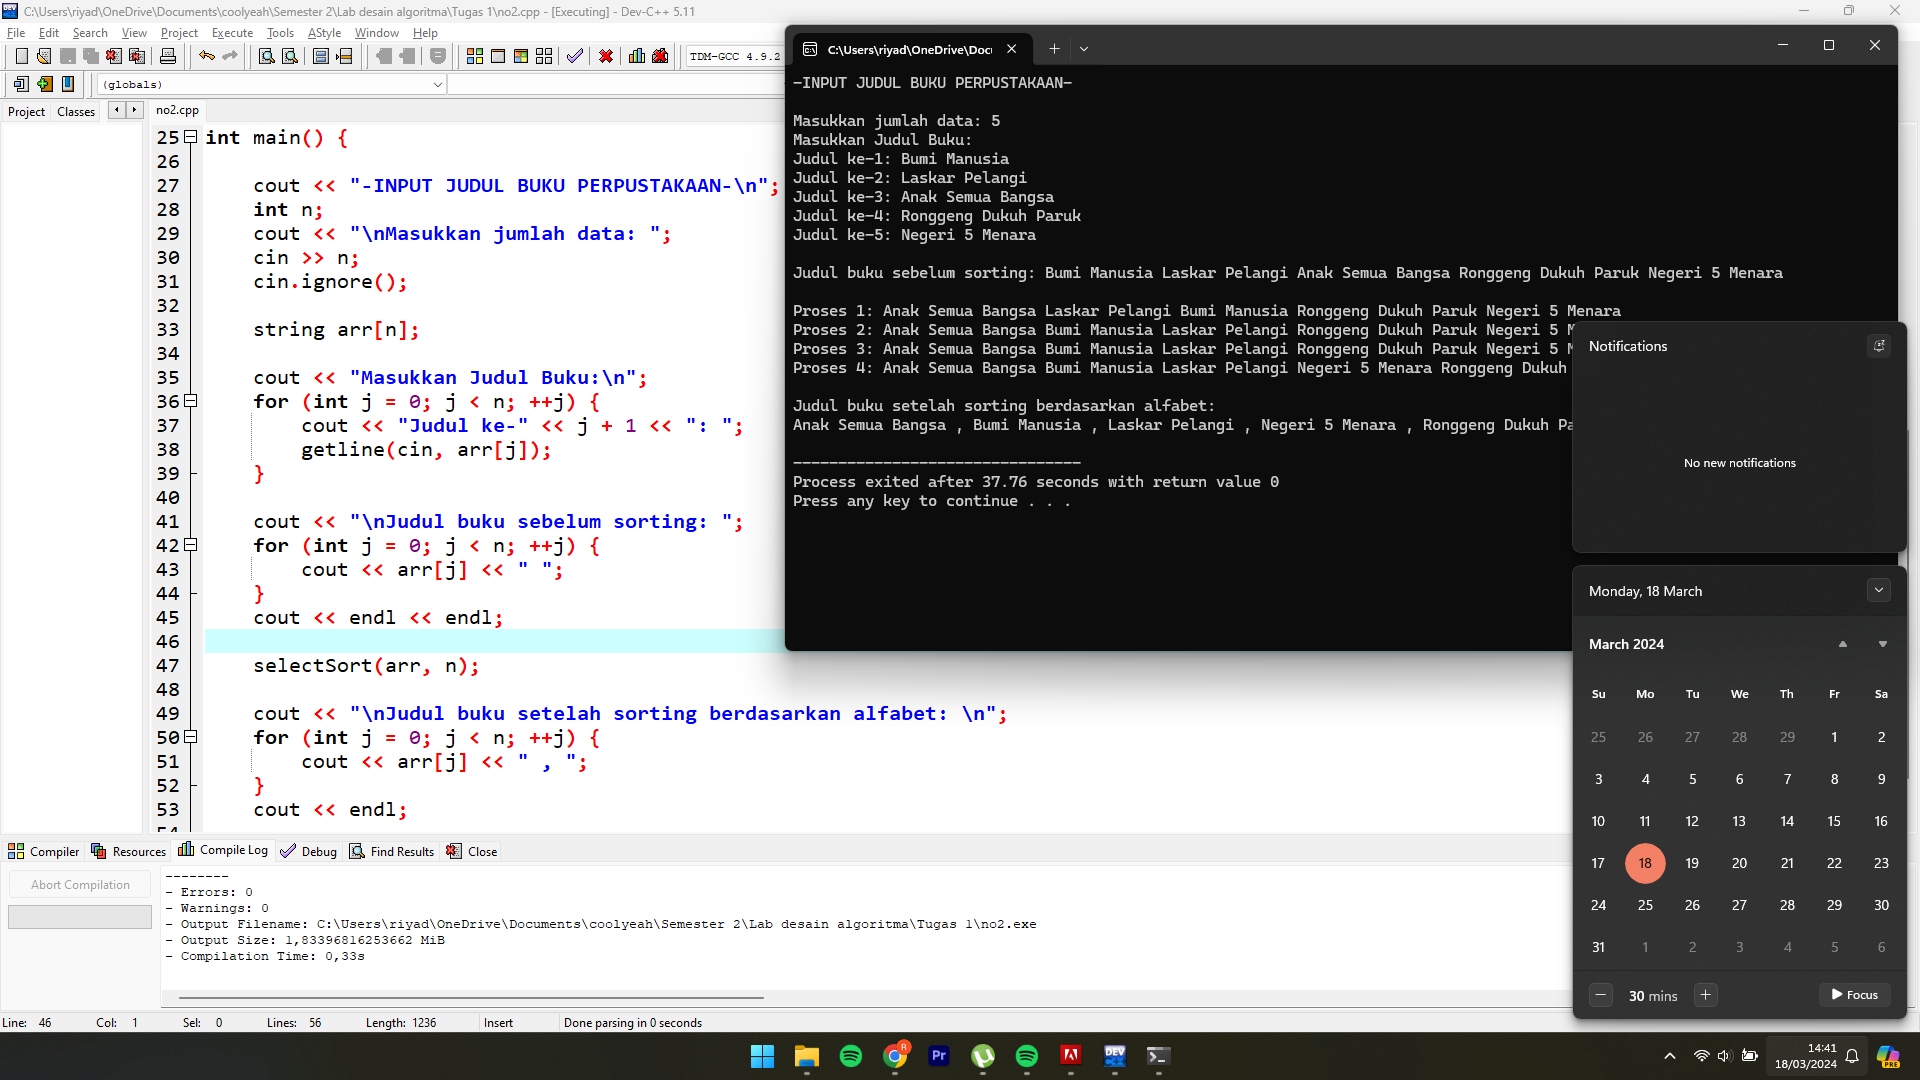 C:\Users\riyad\OneDrive\Documents\coolyeah\Semester 2\Lab desain algoritma\Tugas 1\no2.cpp - [Executing] - Dev-C++ 5.11
File Edit Search View Project Execute Tools AStyle Window Help
TDM-GCC 4.9.2
(globals)
Project Classes
no2.cpp
25 int main() {
26
27 cout << "-INPUT JUDUL BUKU PERPUSTAKAAN-\n";
28 int n;
29 cout << "\nMasukkan jumlah data: ";
30 cin >> n;
31 cin.ignore();
32
33 string arr[n];
34
35 cout << "Masukkan Judul Buku:\n";
36 for (int j = 0; j < n; ++j) {
37 cout << "Judul ke-" << j + 1 << ": ";
38 getline(cin, arr[j]);
39 }
40
41 cout << "\nJudul buku sebelum sorting: ";
42 for (int j = 0; j < n; ++j) {
43 cout << arr[j] << " ";
44 }
45 cout << endl << endl;
46
47 selectSort(arr, n);
48
49 cout << "\nJudul buku setelah sorting berdasarkan alfabet: \n";
50 for (int j = 0; j < n; ++j) {
51 cout << arr[j] << " , ";
52 }
53 cout << endl;
C:\Users\riyad\OneDrive\Doc
-INPUT JUDUL BUKU PERPUSTAKAAN-
Masukkan jumlah data: 5
Masukkan Judul Buku:
Judul ke-1: Bumi Manusia
Judul ke-2: Laskar Pelangi
Judul ke-3: Anak Semua Bangsa
Judul ke-4: Ronggeng Dukuh Paruk
Judul ke-5: Negeri 5 Menara
Judul buku sebelum sorting: Bumi Manusia Laskar Pelangi Anak Semua Bangsa Ronggeng Dukuh Paruk Negeri 5 Menara
Proses 1: Anak Semua Bangsa Laskar Pelangi Bumi Manusia Ronggeng Dukuh Paruk Negeri 5 Menara
Proses 2: Anak Semua Bangsa Bumi Manusia Laskar Pelangi Ronggeng Dukuh Paruk Negeri 5 M
Proses 3: Anak Semua Bangsa Bumi Manusia Laskar Pelangi Ronggeng Dukuh Paruk Negeri 5 M
Proses 4: Anak Semua Bangsa Bumi Manusia Laskar Pelangi Negeri 5 Menara Ronggeng Dukuh
Judul buku setelah sorting berdasarkan alfabet:
Anak Semua Bangsa , Bumi Manusia , Laskar Pelangi , Negeri 5 Menara , Ronggeng Dukuh Pa
--------------------------------
Process exited after 37.76 seconds with return value 0
Press any key to continue . . .
Notifications
No new notifications
Monday, 18 March
March 2024
Su Mo Tu We Th Fr Sa
25 26 27 28 29 1 2
3 4 5 6 7 8 9
10 11 12 13 14 15 16
17 18 19 20 21 22 23
24 25 26 27 28 29 30
31 1 2 3 4 5 6
30 mins Focus
Compiler Resources Compile Log Debug Find Results Close
Abort Compilation
--------
- Errors: 0
- Warnings: 0
- Output Filename: C:\Users\riyad\OneDrive\Documents\coolyeah\Semester 2\Lab desain algoritma\Tugas 1\no2.exe
- Output Size: 1,83396816253662 MiB
- Compilation Time: 0,33s
Line: 46 Col: 1 Sel: 0 Lines: 56 Length: 1236 Insert Done parsing in 0 seconds
R Pr DEV PRE
14:41
18/03/2024